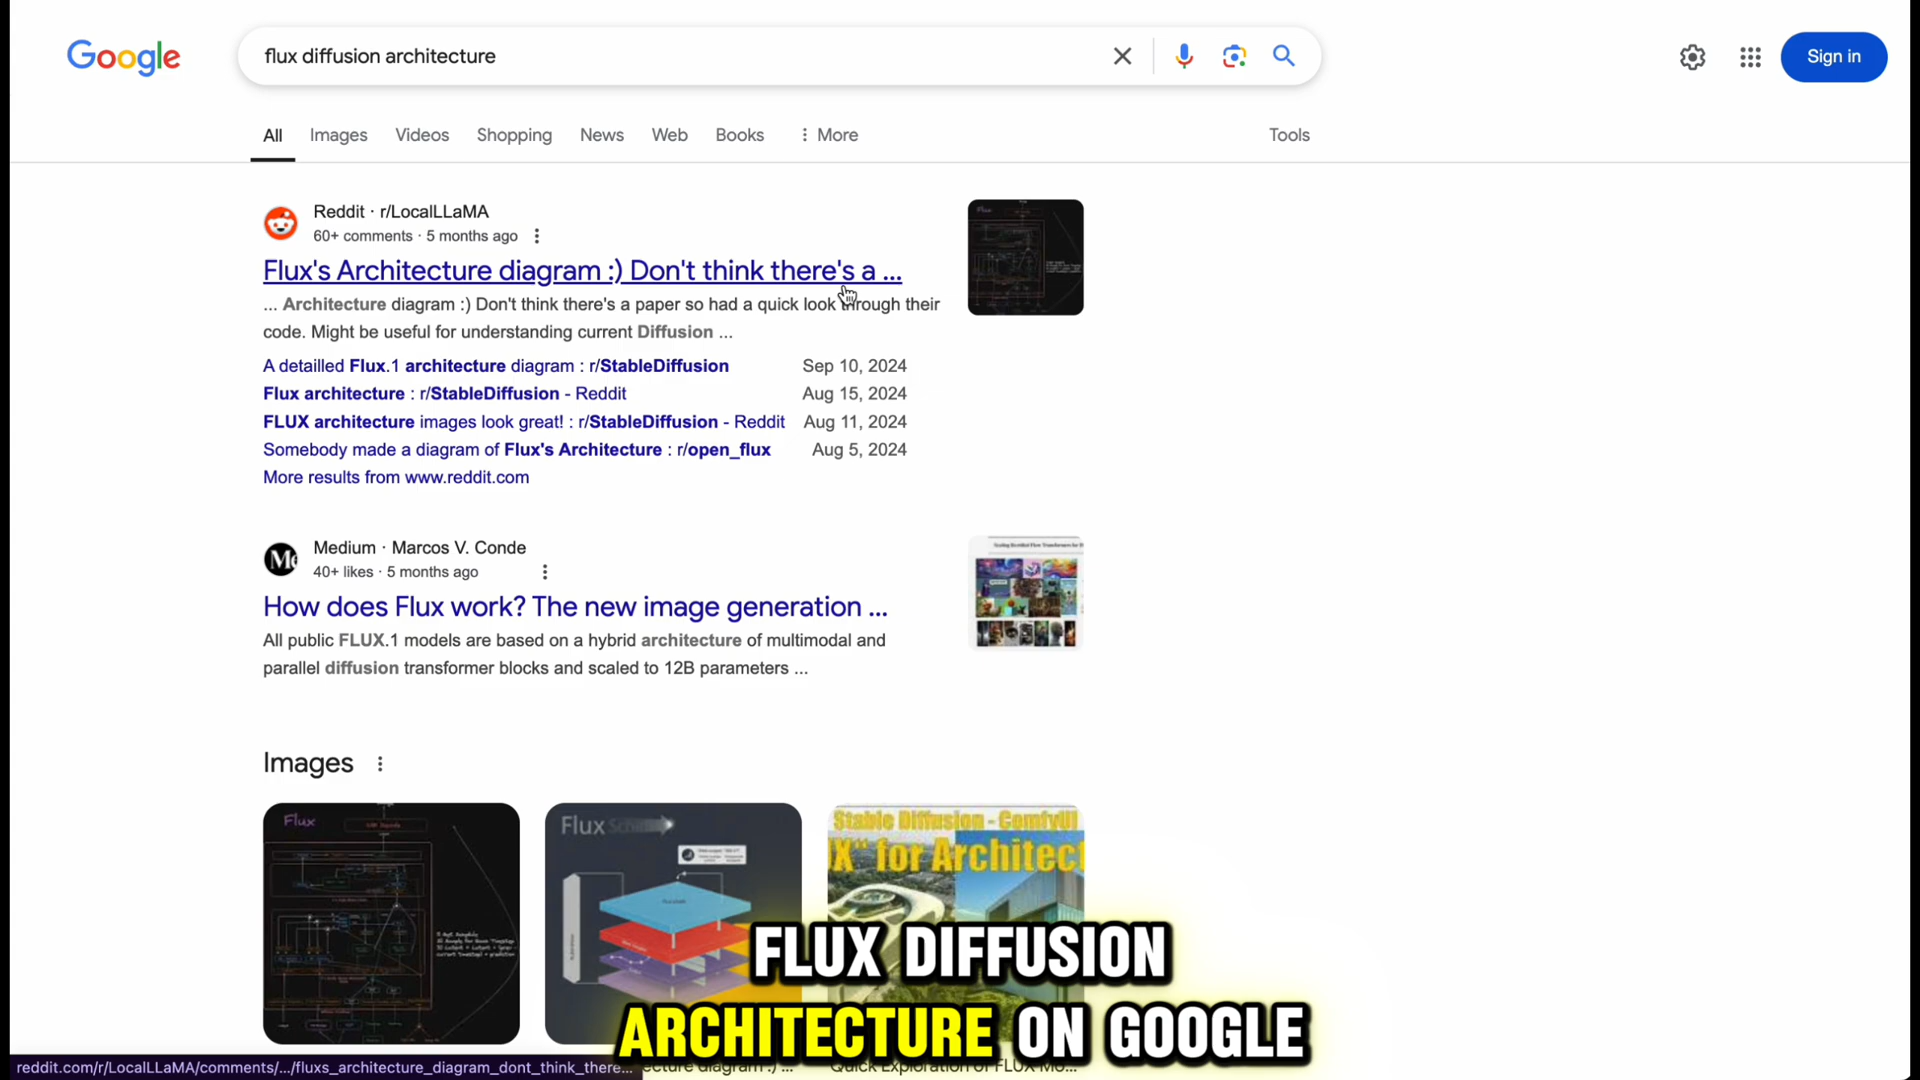 Google
flux diffusion architecture
Sign in
All Images Videos Shopping News Web Books More Tools
Reddit · r/LocalLLaMA
60+ comments · 5 months ago
Flux's Architecture diagram :) Don't think there's a ...
... Architecture diagram :) Don't think there's a paper so had a quick look through their
code. Might be useful for understanding current Diffusion ...
A detailled Flux.1 architecture diagram : r/StableDiffusion Sep 10, 2024
Flux architecture : r/StableDiffusion - Reddit Aug 15, 2024
FLUX architecture images look great! : r/StableDiffusion - Reddit Aug 11, 2024
Somebody made a diagram of Flux's Architecture : r/open_flux Aug 5, 2024
More results from www.reddit.com
Medium · Marcos V. Conde
40+ likes · 5 months ago
How does Flux work? The new image generation ...
All public FLUX.1 models are based on a hybrid architecture of multimodal and
parallel diffusion transformer blocks and scaled to 12B parameters ...
Images
Flux
Flux
Stable Diffusion - ComfyUI
X" for Architect
FLUX DIFFUSION
ARCHITECTURE ON GOOGLE
reddit.com/r/LocalLLaMA/comments/.../fluxs_architecture_diagram_dont_think_there...